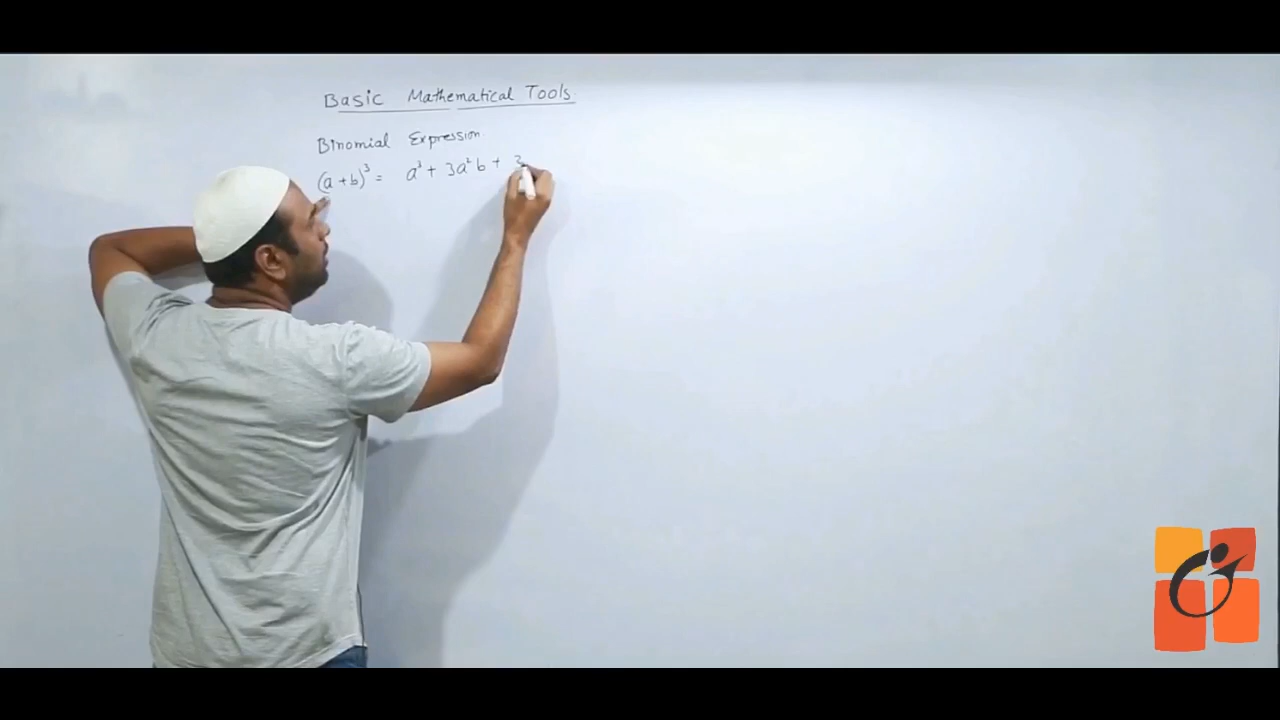 Basic Mathematical Tools.
Binomial Expression.
(a+b)³ = a³ + 3a²b + 3